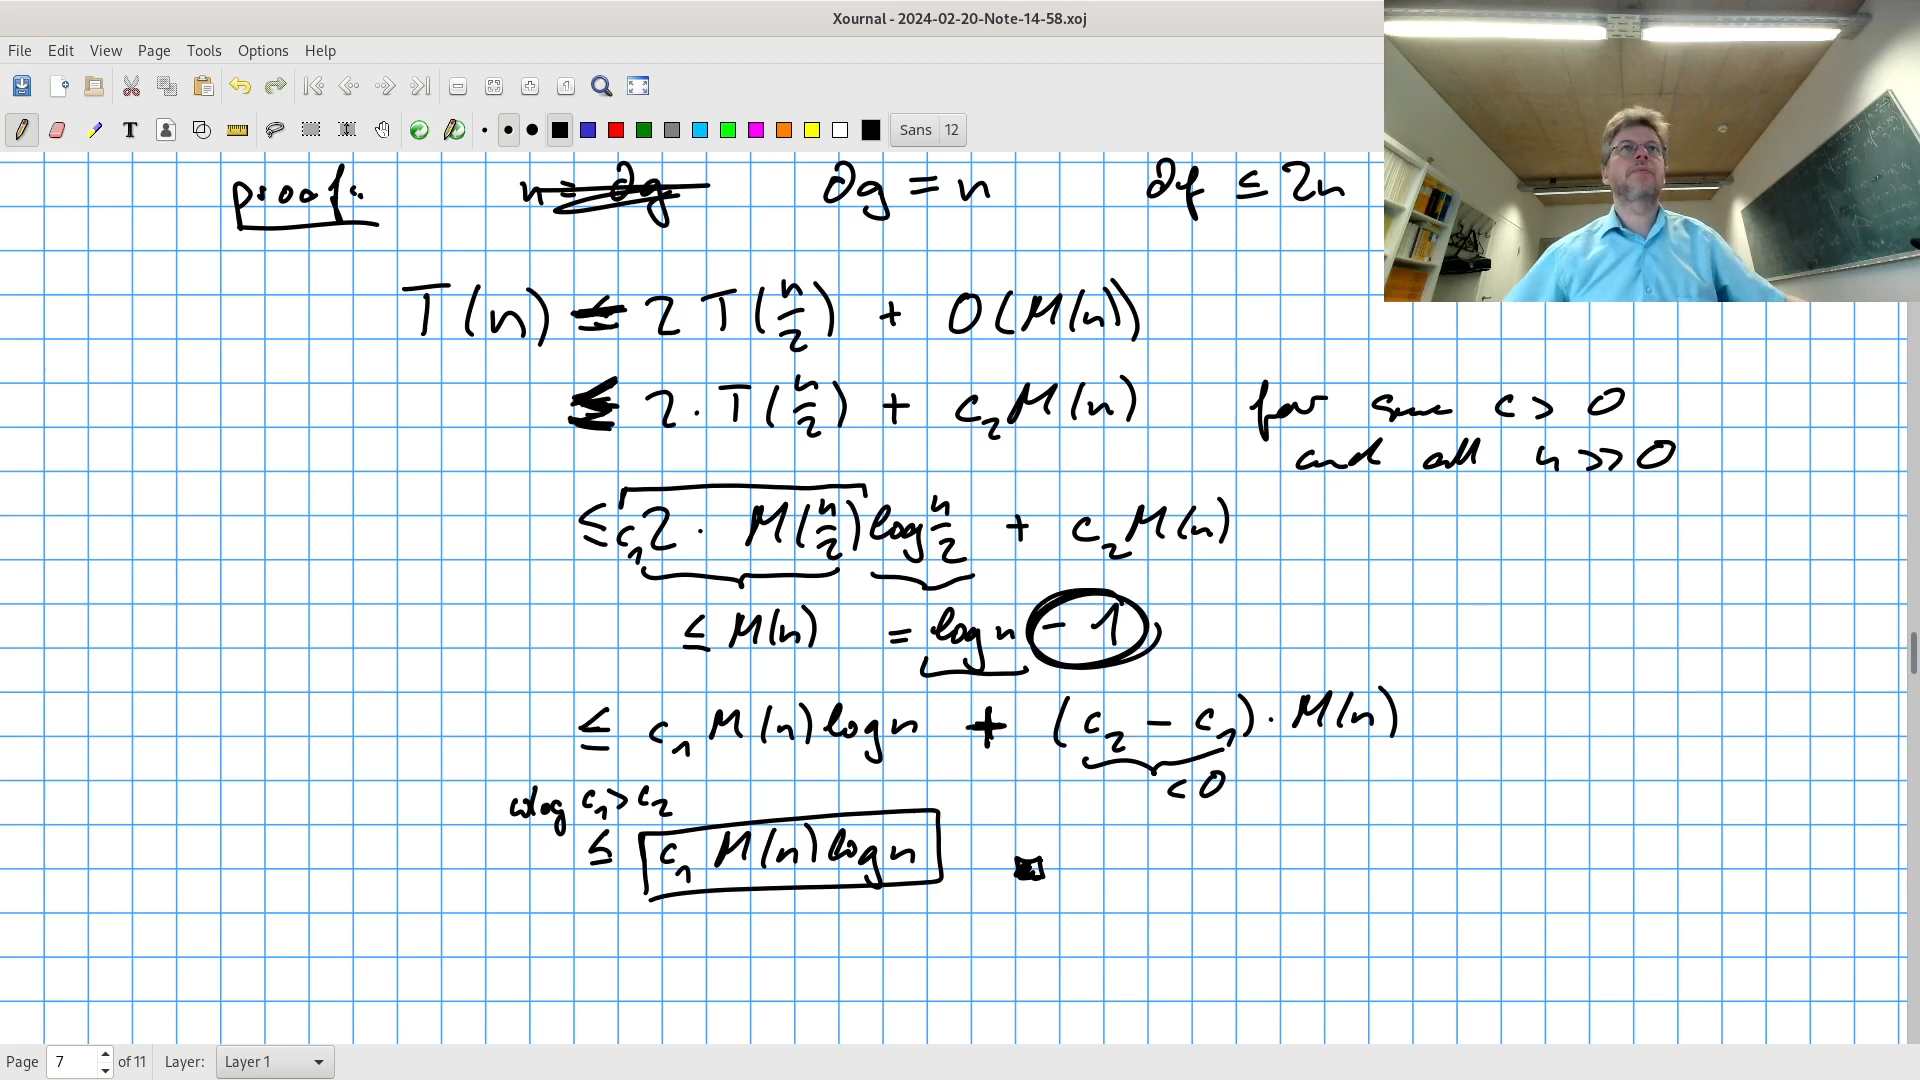 Xournal - 2024-02-20-Note-14-58.xoj
File Edit View Page Tools Options Help
Sans 12
proof: n = ∂g ∂g = n ∂f ≤ 2n
T(n) ≤ 2 T(n/2) + O(M(n))
≤ 2 · T(n/2) + c₂M(n) for some c > 0
and all n >> 0
≤ c₁2 · M(n/2) log n/2 + c₂M(n)
≤ M(n) = log n - 1
≤ c₁ M(n) log n + (c₂ - c₁) · M(n)
< 0
wlog c₁ > c₂
≤ c₁ M(n) log n
Page 7 of 11 Layer: Layer 1